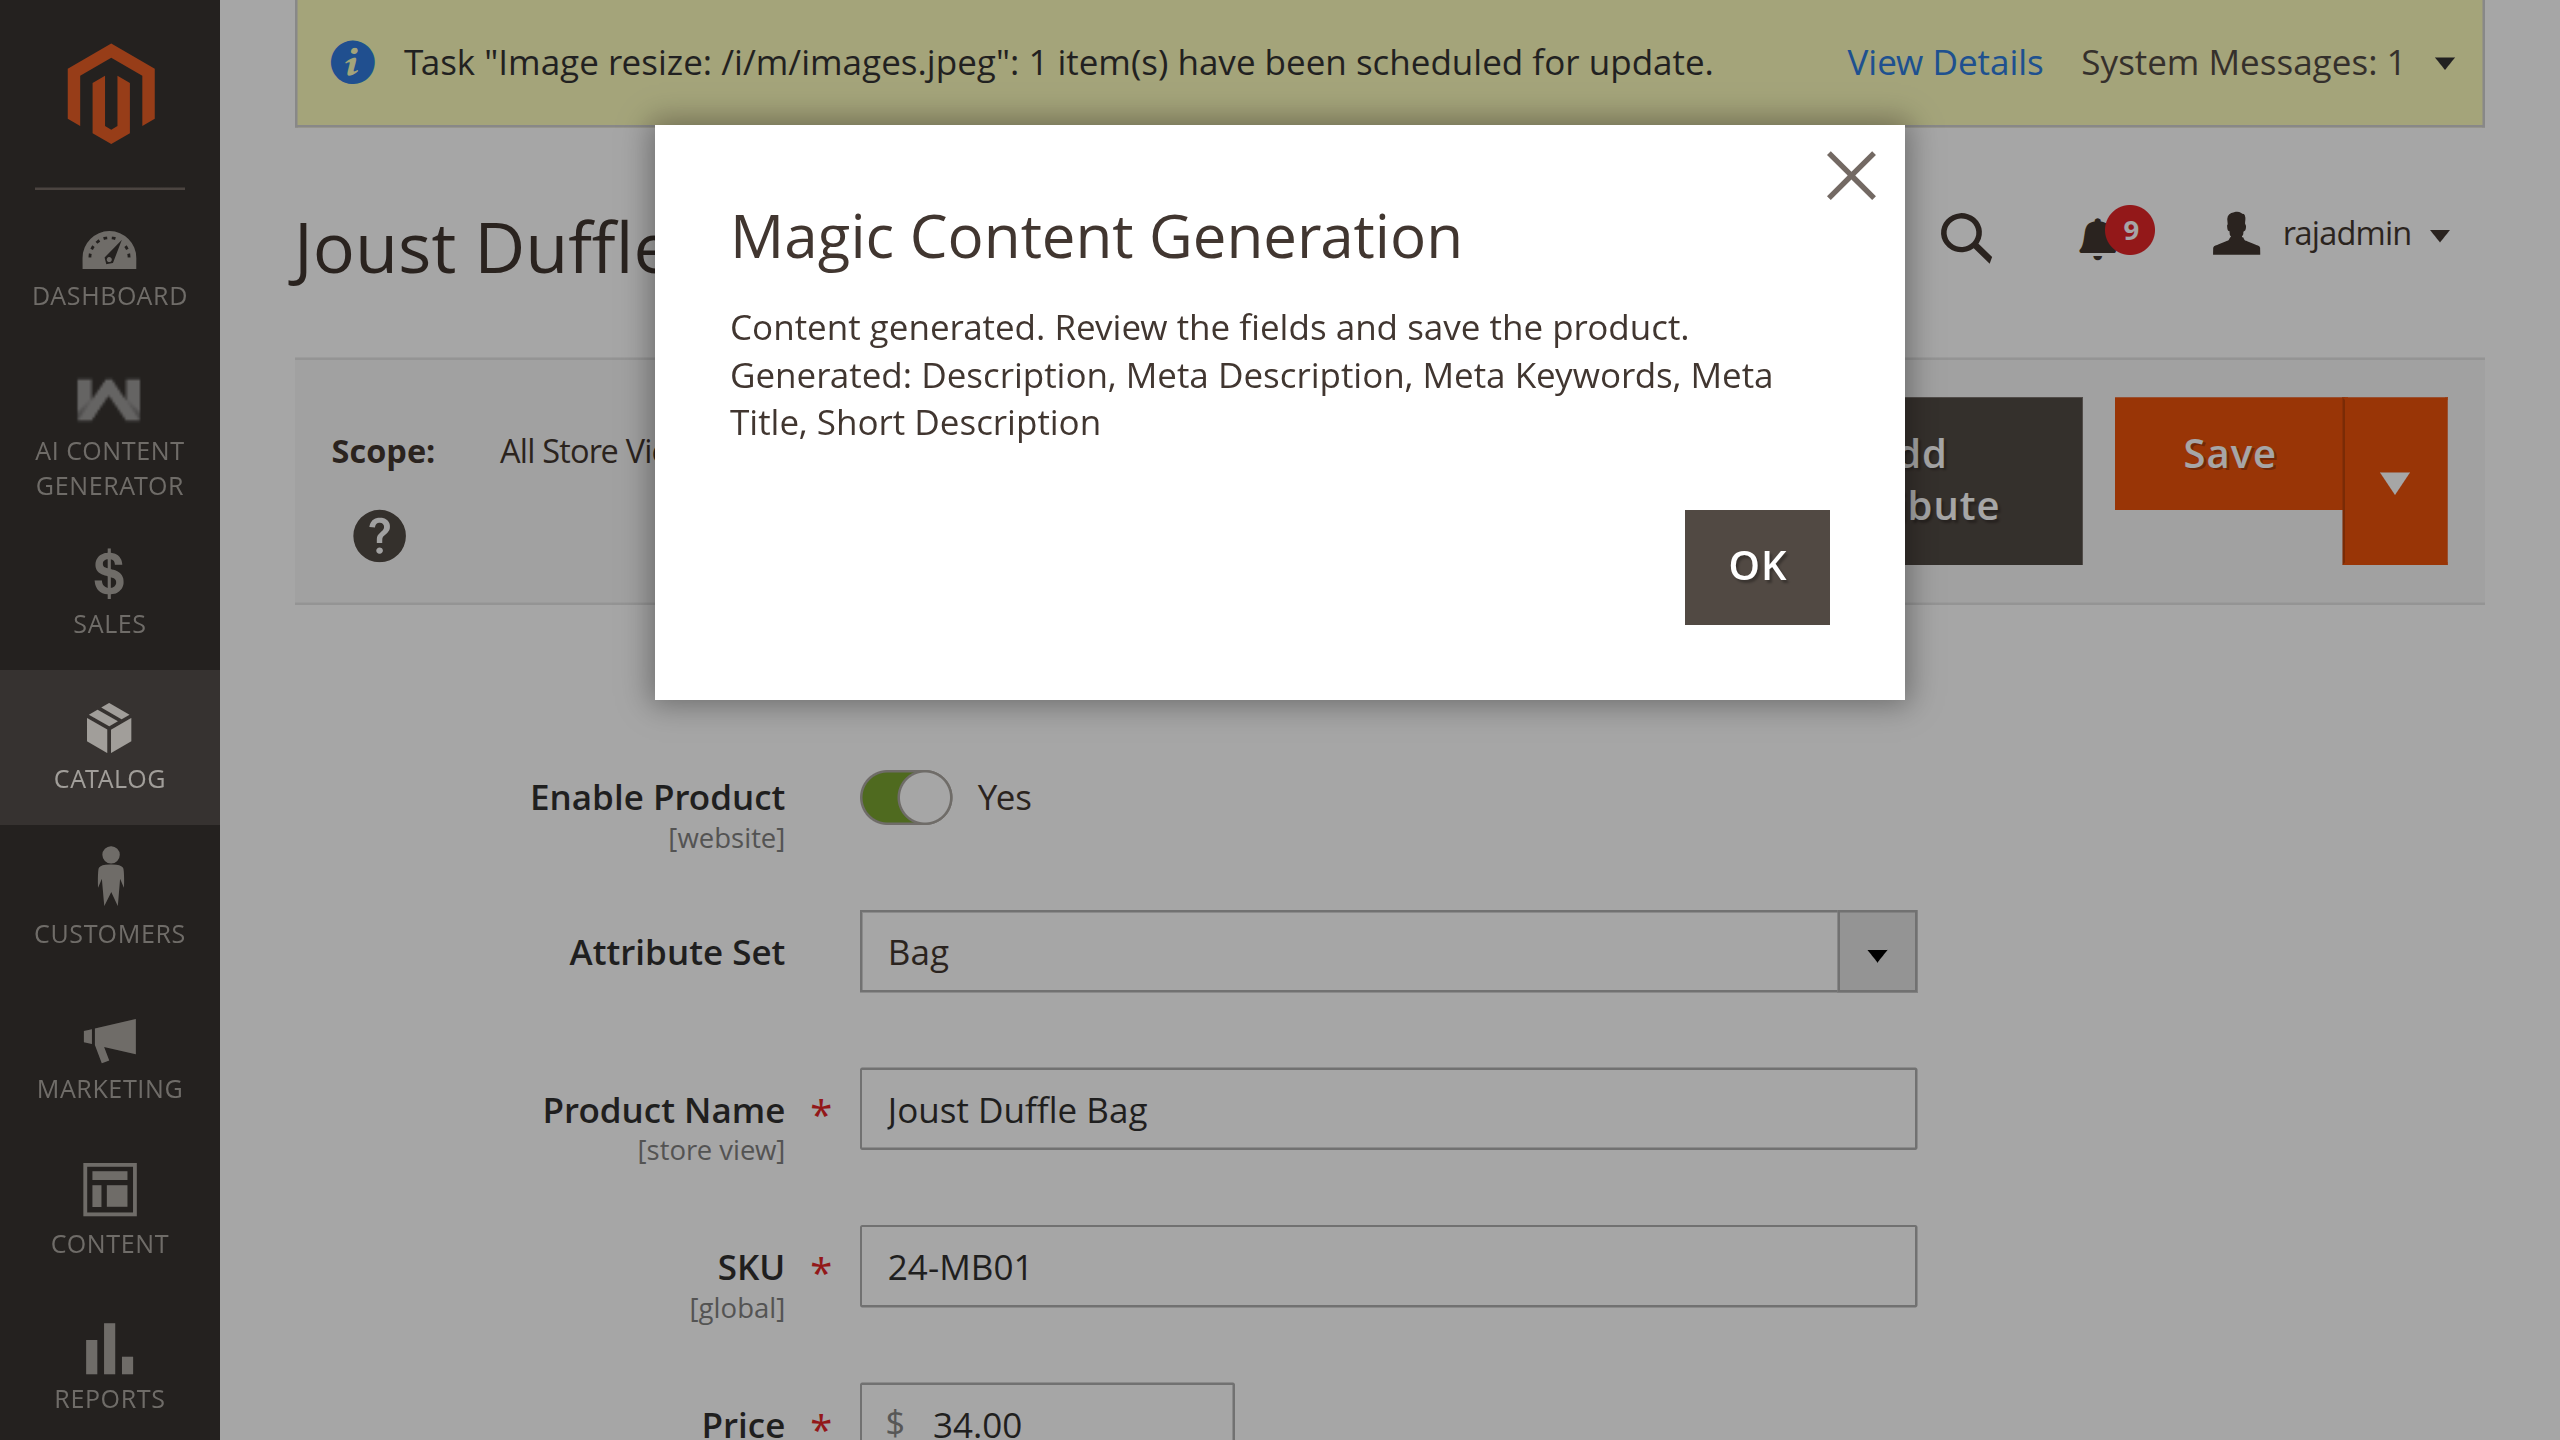 Task "Image resize: /i/m/images.jpeg": 1 item(s) have been scheduled for update.
View Details
System Messages: 1
Joust Duffle
9
rajadmin
Magic Content Generation
Content generated. Review the fields and save the product.
Generated: Description, Meta Description, Meta Keywords, Meta
Title, Short Description
OK
Scope:
All Store
Save
DASHBOARD
AI CONTENT
GENERATOR
SALES
CATALOG
CUSTOMERS
MARKETING
CONTENT
REPORTS
Enable Product
[website]
Yes
Attribute Set
Bag
Product Name *
[store view]
Joust Duffle Bag
SKU *
[global]
24-MB01
Price *
$ 34.00